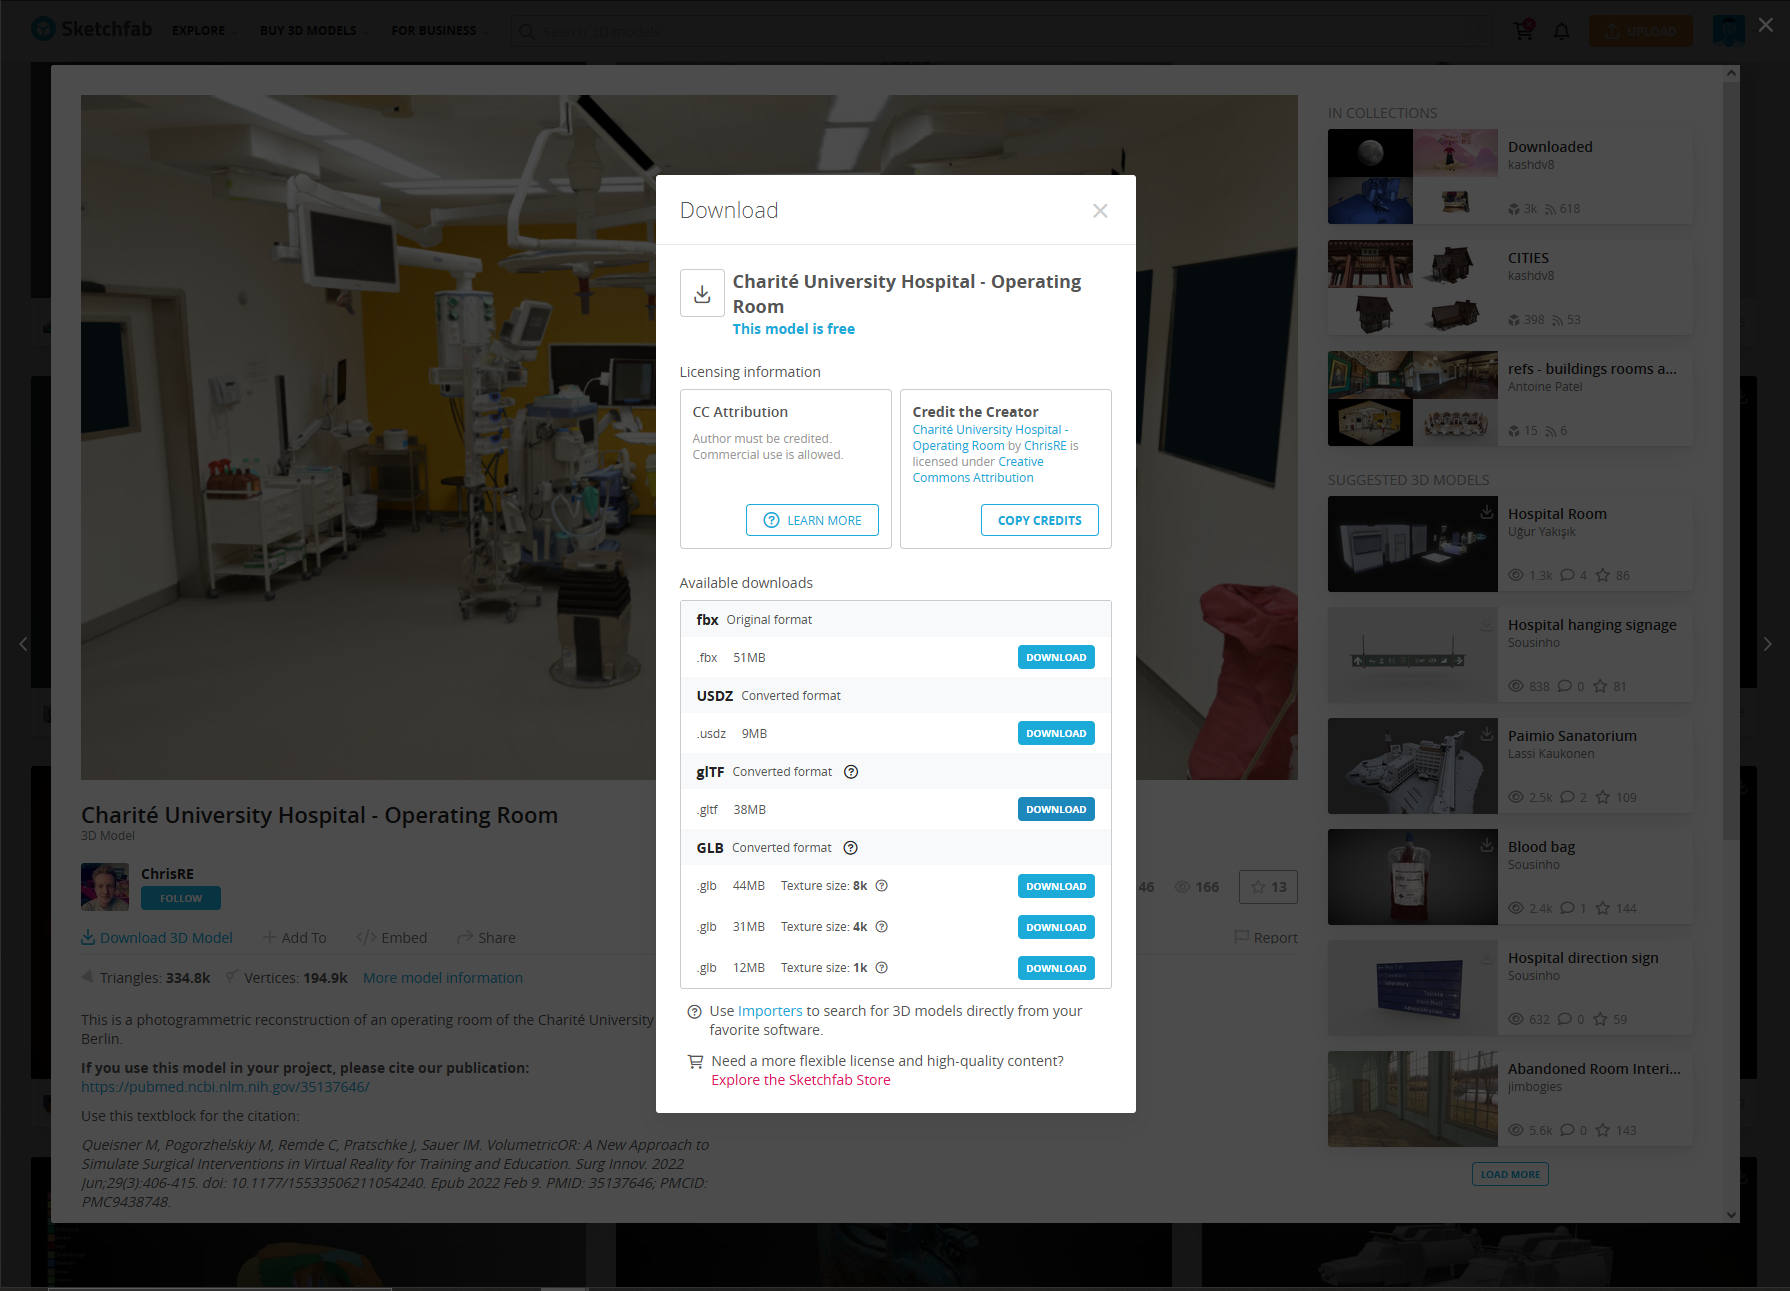 Sketchfab
EXPLORE
BUY 3D MODELS
FOR BUSINESS
Search 3D models
UPLOAD
Download
Charité University Hospital - Operating
Room
This model is free
Licensing information
CC Attribution
Author must be credited.
Commercial use is allowed.
LEARN MORE
Credit the Creator
Charité University Hospital -
Operating Room by ChrisRE is
licensed under Creative
Commons Attribution
COPY CREDITS
Available downloads
fbx Original format
.fbx 51MB DOWNLOAD
USDZ Converted format
.usdz 9MB DOWNLOAD
glTF Converted format ?
.gltf 38MB DOWNLOAD
GLB Converted format ?
.glb 44MB Texture size: 8k ? DOWNLOAD
.glb 31MB Texture size: 4k ? DOWNLOAD
.glb 12MB Texture size: 1k ? DOWNLOAD
Use Importers to search for 3D models directly from your
favorite software.
Need a more flexible license and high-quality content?
Explore the Sketchfab Store
Charité University Hospital - Operating Room
3D Model
ChrisRE
FOLLOW
46 166 13
Download 3D Model Add To Embed Share Report
Triangles: 334.8k Vertices: 194.9k More model information
This is a photogrammetric reconstruction of an operating room of the Charité University
Berlin.
If you use this model in your project, please cite our publication:
https://pubmed.ncbi.nlm.nih.gov/35137646/
Use this textblock for the citation:
Queisner M, Pogorzhelskiy M, Remde C, Pratschke J, Sauer IM. VolumetricOR: A New Approach to
Simulate Surgical Interventions in Virtual Reality for Training and Education. Surg Innov. 2022
Jun;29(3):406-415. doi: 10.1177/15533506211054240. Epub 2022 Feb 9. PMID: 35137646; PMCID:
PMC9438748.
IN COLLECTIONS
Downloaded
kashdv8
3k 618
CITIES
kashdv8
398 53
refs - buildings rooms a...
Antoine Patel
15 6
SUGGESTED 3D MODELS
Hospital Room
Uğur Yakışık
1.3k 4 86
Hospital hanging signage
Sousinho
838 0 81
Paimio Sanatorium
Lassi Kaukonen
2.5k 2 109
Blood bag
Sousinho
2.4k 1 144
Hospital direction sign
Sousinho
632 0 59
Abandoned Room Interi...
jimbogies
5.6k 0 143
LOAD MORE